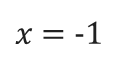 x = -1